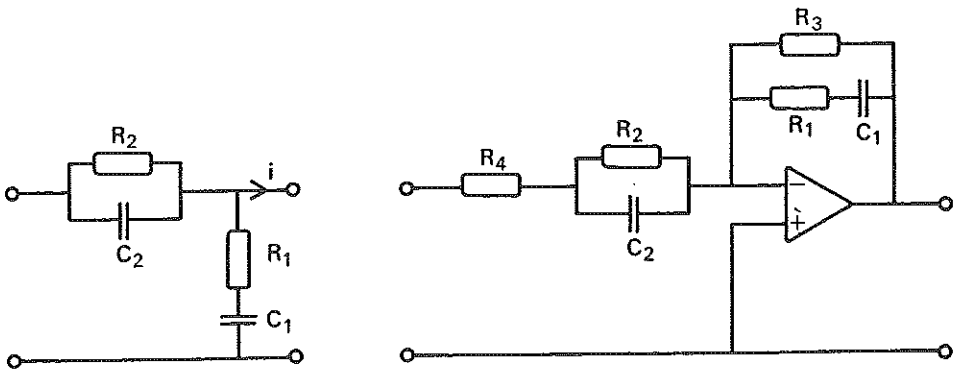 R₂
i
C₂
R₁
C₁
R₄
R₂
C₂
R₃
R₁
C₁
−
+